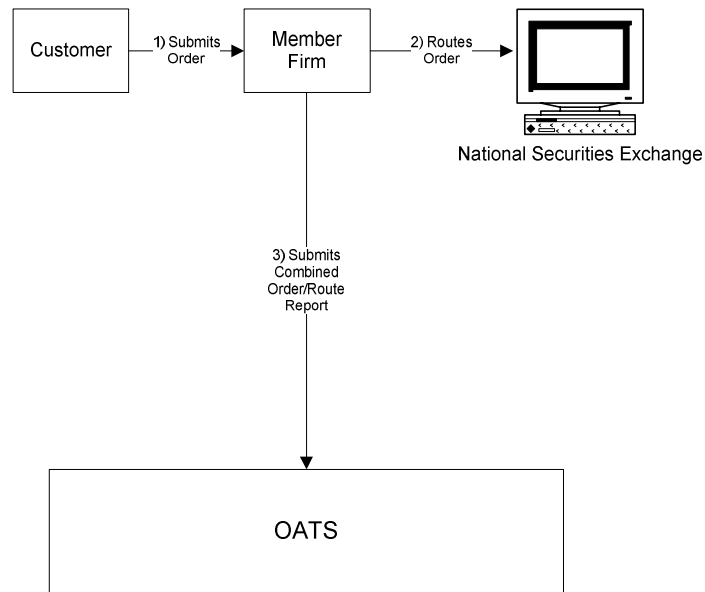 Customer
1) Submits
Order
Member
Firm
2) Routes
Order
National Securities Exchange
3) Submits
Combined
Order/Route
Report
OATS